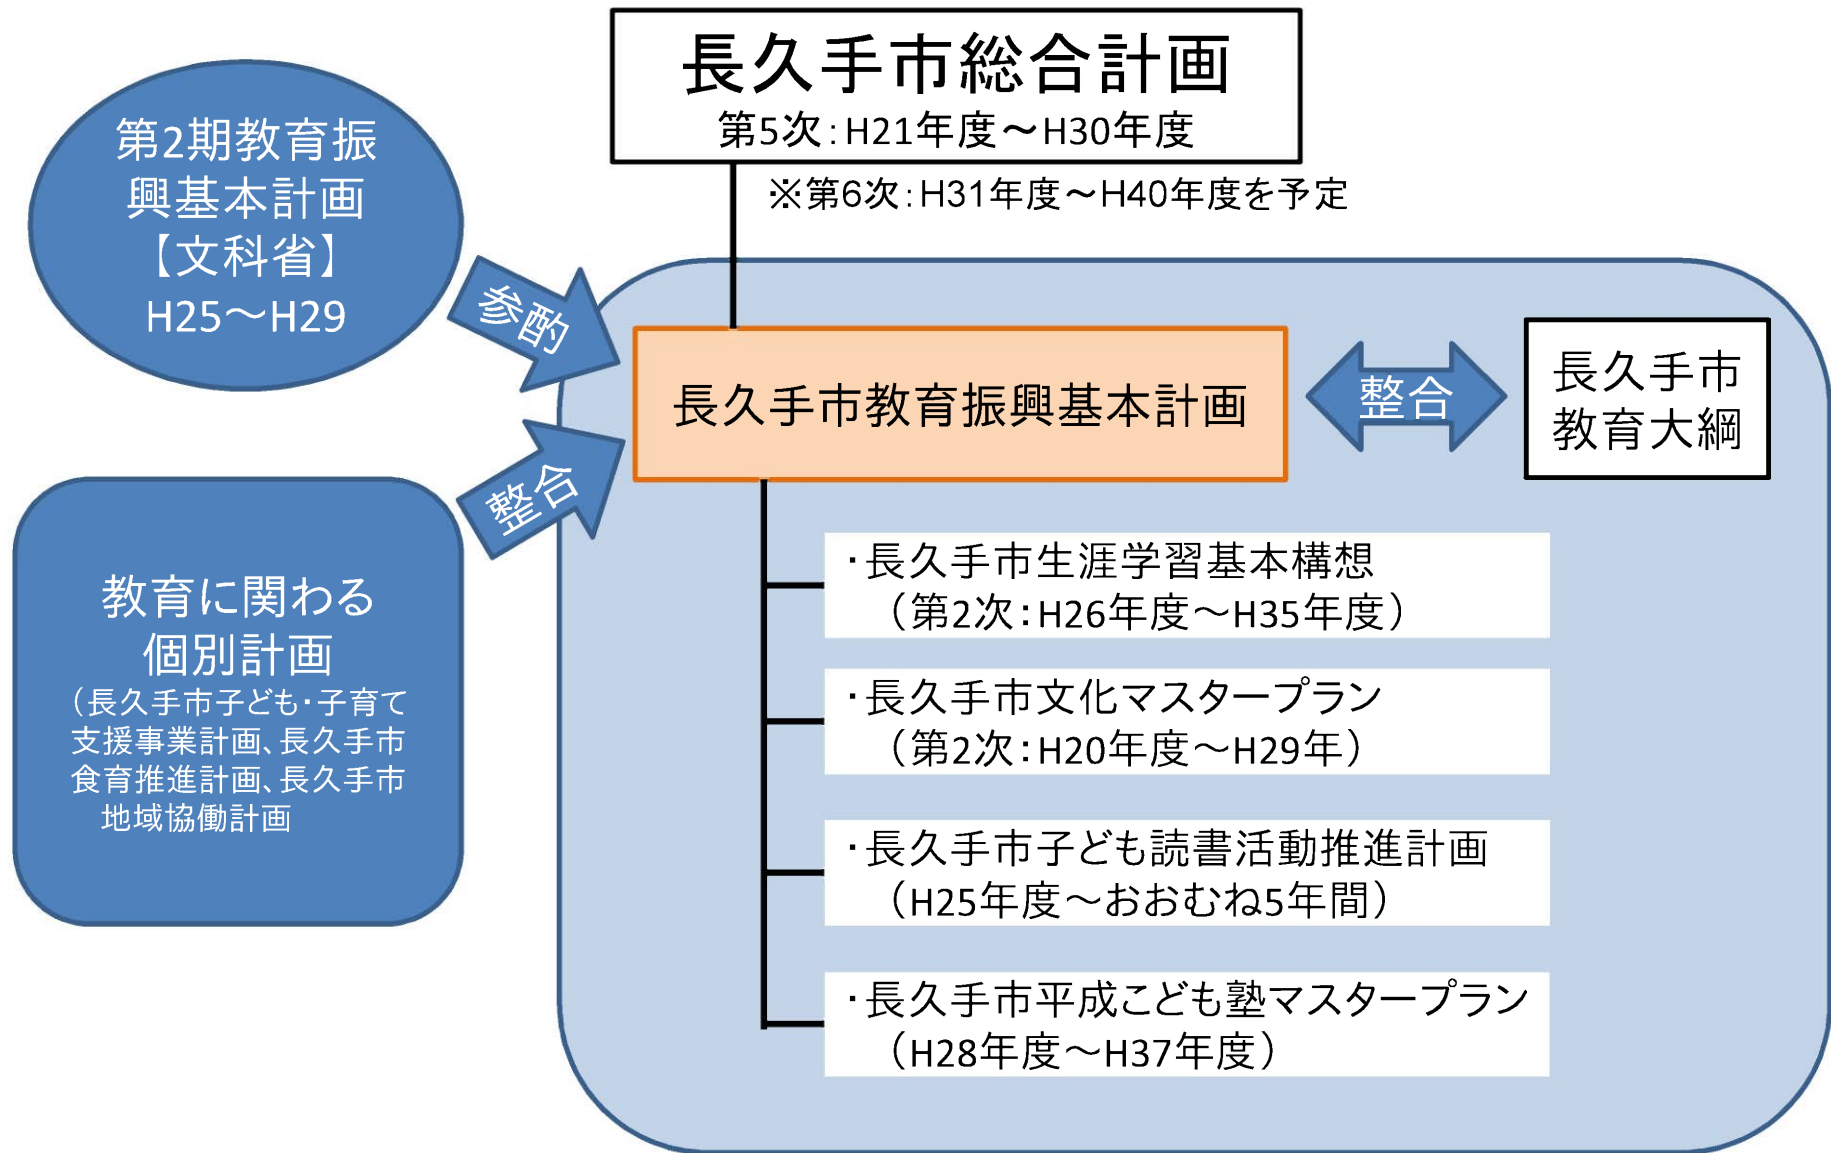 長久手市総合計画
第5次：H21年度～H30年度
※第6次：H31年度～H40年度を予定
第2期教育振
興基本計画
【文科省】
H25～H29
参酌
長久手市教育振興基本計画
整合
長久手市
教育大綱
整合
教育に関わる
個別計画
（長久手市子ども・子育て
支援事業計画、長久手市
食育推進計画、長久手市
地域協働計画
・長久手市生涯学習基本構想
（第2次：H26年度～H35年度）
・長久手市文化マスタープラン
（第2次：H20年度～H29年）
・長久手市子ども読書活動推進計画
（H25年度～おおむね5年間）
・長久手市平成こども塾マスタープラン
（H28年度～H37年度）